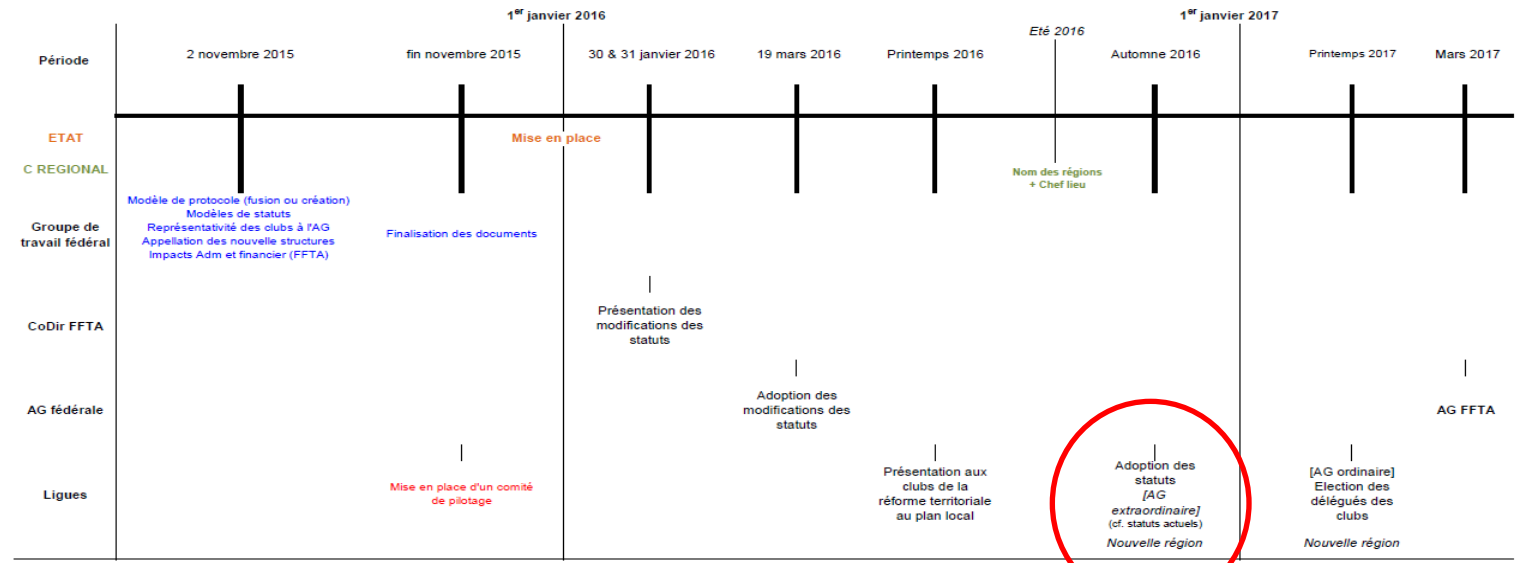 1er janvier 2016
1er janvier 2017
Eté 2016
Période
2 novembre 2015
fin novembre 2015
30 & 31 janvier 2016
19 mars 2016
Printemps 2016
Automne 2016
Printemps 2017
Mars 2017
ETAT
Mise en place
C REGIONAL
Nom des régions
+ Chef lieu
Groupe de
travail fédéral
Modèle de protocole (fusion ou création)
Modèles de statuts
Représentativité des clubs à l'AG
Appellation des nouvelle structures
Impacts Adm et financier (FFTA)
Finalisation des documents
CoDir FFTA
Présentation des
modifications des
statuts
AG fédérale
Adoption des
modifications des
statuts
AG FFTA
Ligues
Mise en place d'un comité
de pilotage
Présentation aux
clubs de la
réforme territoriale
au plan local
Adoption des
statuts
[AG
extraordinaire]
(cf. statuts actuels)
Nouvelle région
[AG ordinaire]
Election des
délégués des
clubs
Nouvelle région